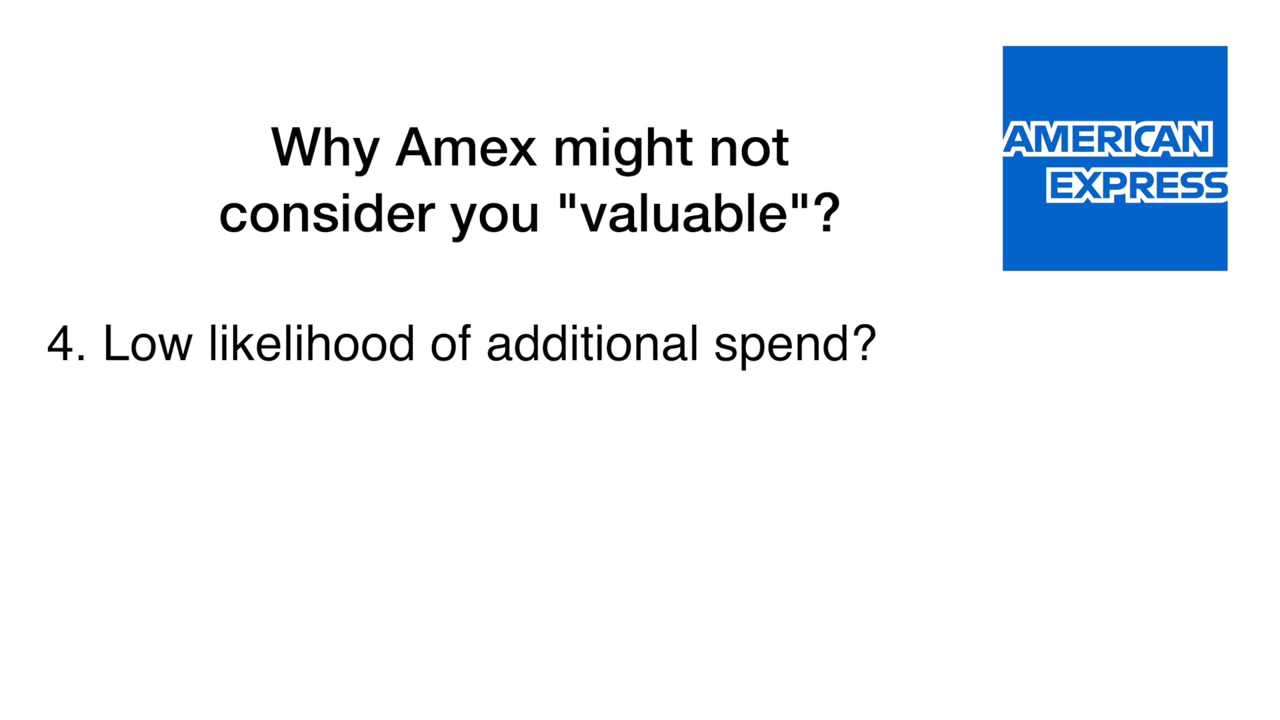 Why Amex might not
consider you "valuable"?
AMERICAN
EXPRESS
4. Low likelihood of additional spend?